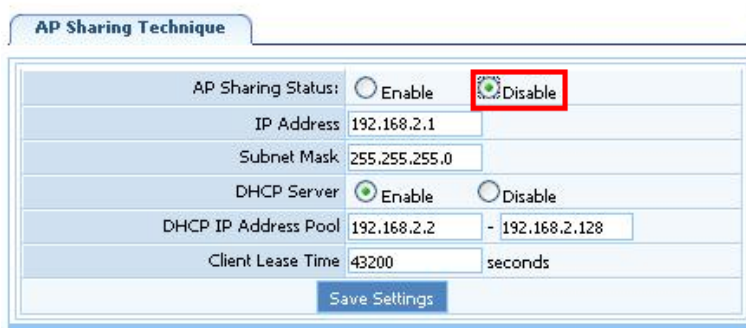 AP Sharing Technique
AP Sharing Status: Enable Disable
IP Address 192.168.2.1
Subnet Mask 255.255.255.0
DHCP Server Enable Disable
DHCP IP Address Pool 192.168.2.2 - 192.168.2.128
Client Lease Time 43200 seconds
Save Settings